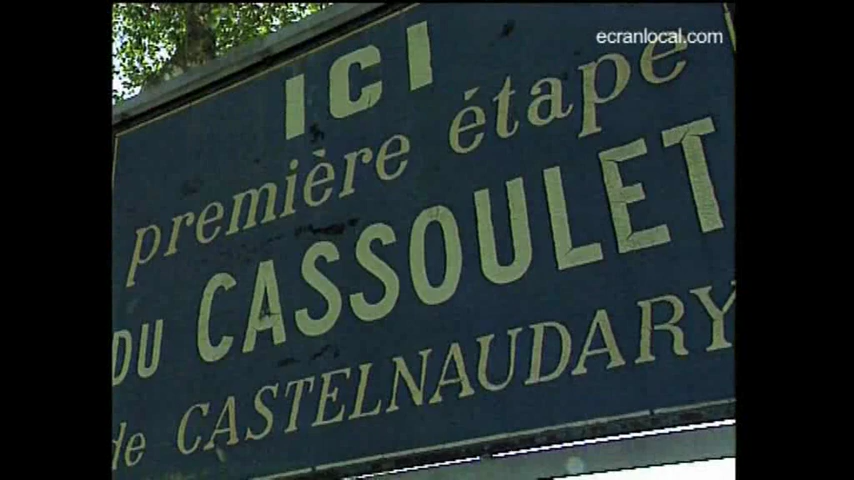 ecranlocal.com
ICI
première étape
DU CASSOULET
de CASTELNAUDARY